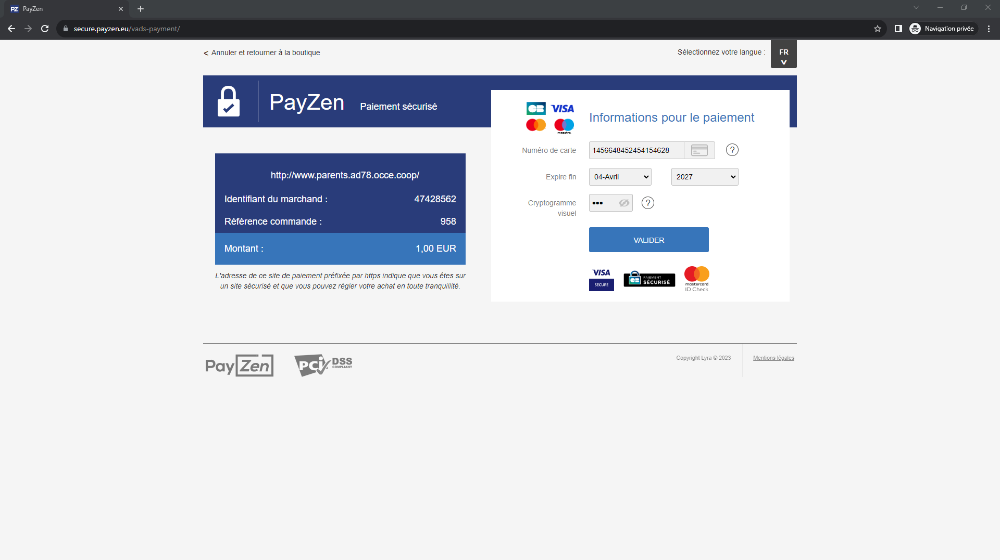 PZ PayZen
secure.payzen.eu/vads-payment/
Navigation privée
< Annuler et retourner à la boutique
Sélectionnez votre langue :
FR
PayZen Paiement sécurisé
CB VISA
maestro.
Informations pour le paiement
Numéro de carte
1456648452454154628
?
Expire fin
04-Avril
2027
Cryptogramme
visuel
•••
?
VALIDER
VISA
SECURE
CB PAIEMENT
SÉCURISÉ
mastercard
ID Check
http://www.parents.ad78.occe.coop/
Identifiant du marchand : 47428562
Référence commande : 958
Montant : 1,00 EUR
L'adresse de ce site de paiement préfixée par https indique que vous êtes sur
un site sécurisé et que vous pouvez régler votre achat en toute tranquillité.
PayZen
PCI DSS
COMPLIANT
Copyright Lyra © 2023
Mentions légales